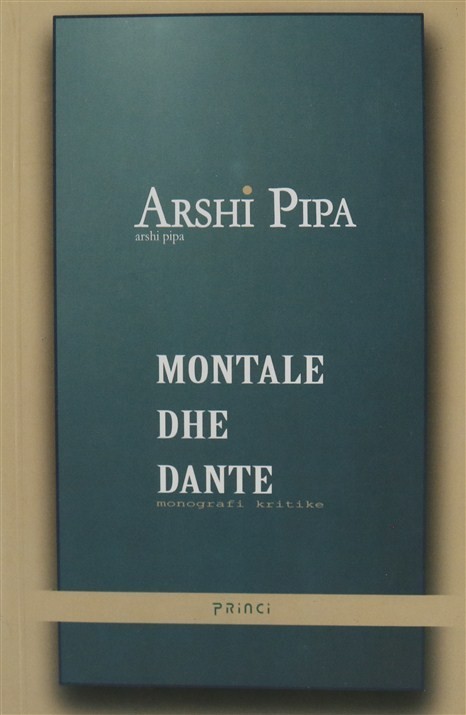 ARSHi PIPA
arshi pipa
MONTALE
DHE
DANTE
monografi kritike
PRiNCi